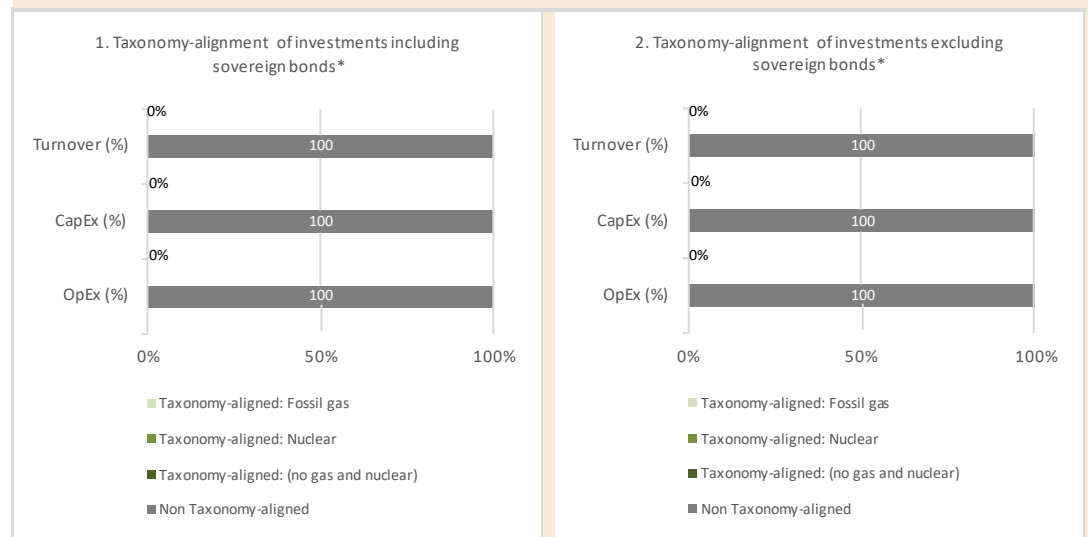 1. Taxonomy-alignment of investments including
sovereign bonds*
0%
Turnover (%)
100
0%
CapEx (%)
100
0%
OpEx (%)
100
0%
50%
100%
Taxonomy-aligned: Fossil gas
Taxonomy-aligned: Nuclear
Taxonomy-aligned: (no gas and nuclear)
Non Taxonomy-aligned
2. Taxonomy-alignment of investments excluding
sovereign bonds*
0%
Turnover (%)
100
0%
CapEx (%)
100
0%
OpEx (%)
100
0%
50%
100%
Taxonomy-aligned: Fossil gas
Taxonomy-aligned: Nuclear
Taxonomy-aligned: (no gas and nuclear)
Non Taxonomy-aligned